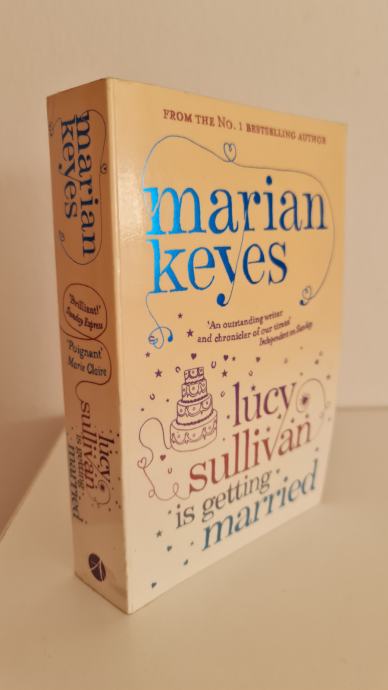 FROM THE NO. 1 BESTSELLING AUTHOR
marian
keyes
'An outstanding writer
and chronicler of our times'
Independent on Sunday
lucy
sullivan
is getting
married
marian
keyes
'Brilliant!'
Sunday Express
'Poignant'
Marie Claire
lucy
sullivan
is getting
married